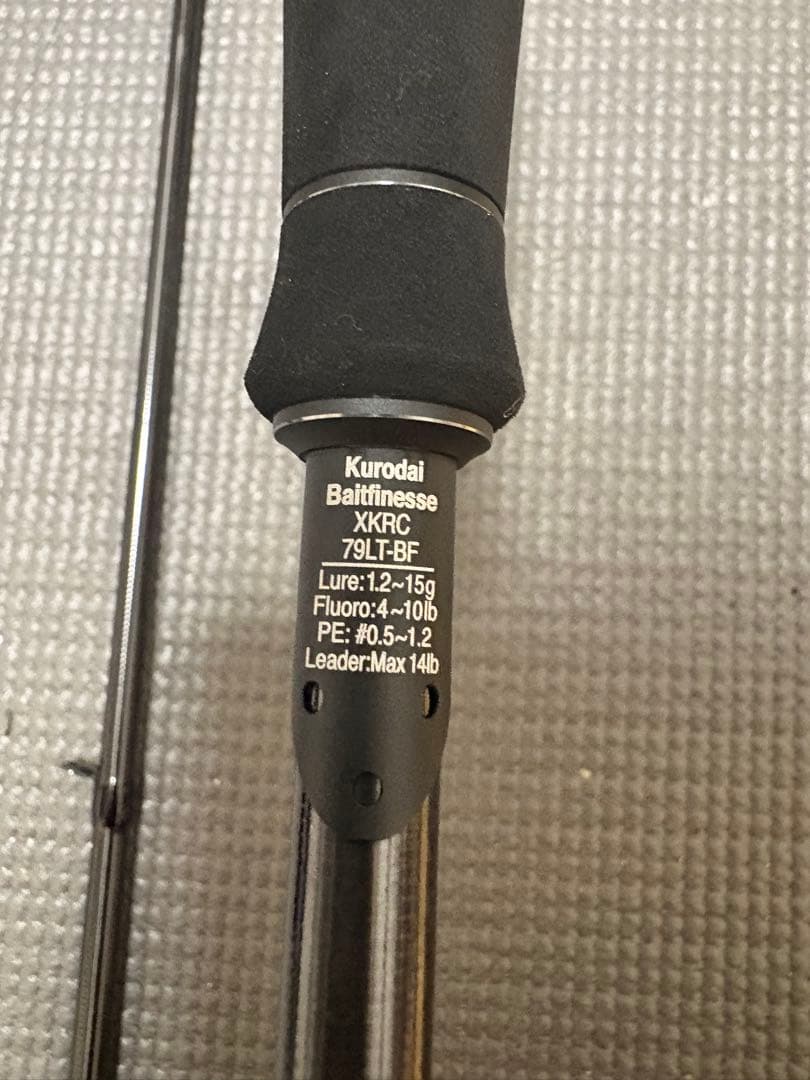 Kurodai
Baitfinesse
XKRC
79LT-BF
Lure:1.2~15g
Fluoro:4~10lb
PE: #0.5~1.2
Leader:Max 14lb